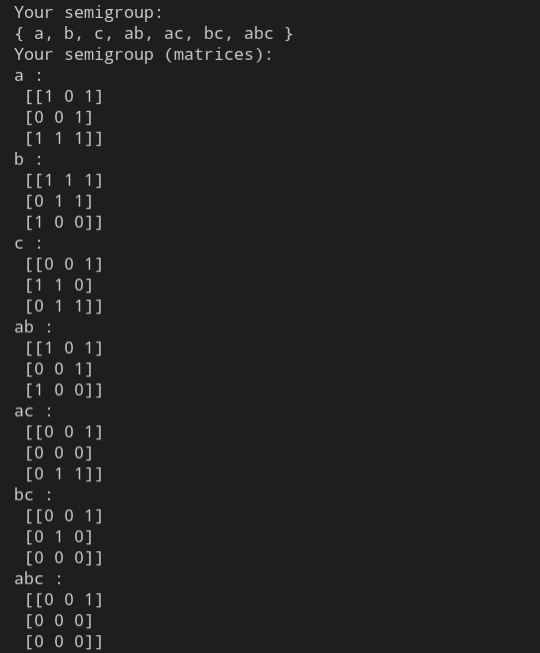 Your semigroup:
{ a, b, c, ab, ac, bc, abc }
Your semigroup (matrices):
a :
[[1 0 1]
[0 0 1]
[1 1 1]]
b :
[[1 1 1]
[0 1 1]
[1 0 0]]
c :
[[0 0 1]
[1 1 0]
[0 1 1]]
ab :
[[1 0 1]
[0 0 1]
[1 0 0]]
ac :
[[0 0 1]
[0 0 0]
[0 1 1]]
bc :
[[0 0 1]
[0 1 0]
[0 0 0]]
abc :
[[0 0 1]
[0 0 0]
[0 0 0]]